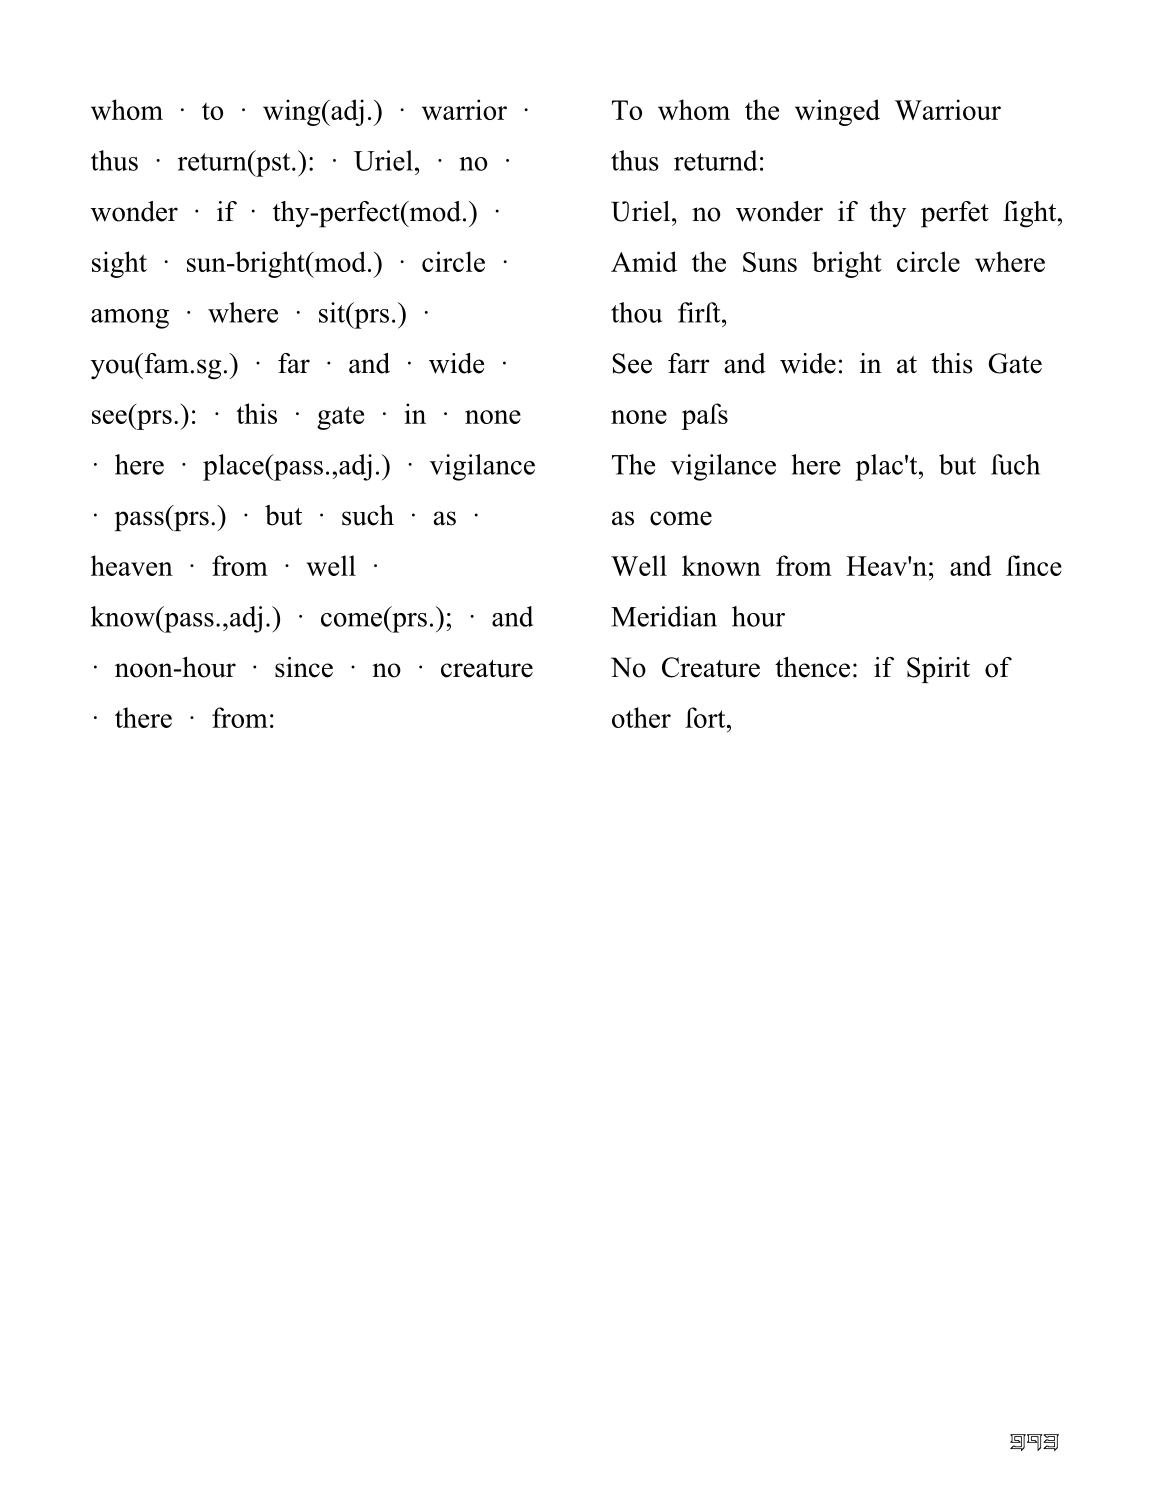 whom · to · wing(adj.) · warrior ·
thus · return(pst.): · Uriel, · no ·
wonder · if · thy-perfect(mod.) ·
sight · sun-bright(mod.) · circle ·
among · where · sit(prs.) ·
you(fam.sg.) · far · and · wide ·
see(prs.): · this · gate · in · none
· here · place(pass.,adj.) · vigilance
· pass(prs.) · but · such · as ·
heaven · from · well ·
know(pass.,adj.) · come(prs.); · and
· noon-hour · since · no · creature
· there · from:
To whom the winged Warriour
thus returnd:
Uriel, no wonder if thy perfet ſight,
Amid the Suns bright circle where
thou firſt,
See farr and wide: in at this Gate
none paſs
The vigilance here plac't, but ſuch
as come
Well known from Heav'n; and ſince
Meridian hour
No Creature thence: if Spirit of
other ſort,